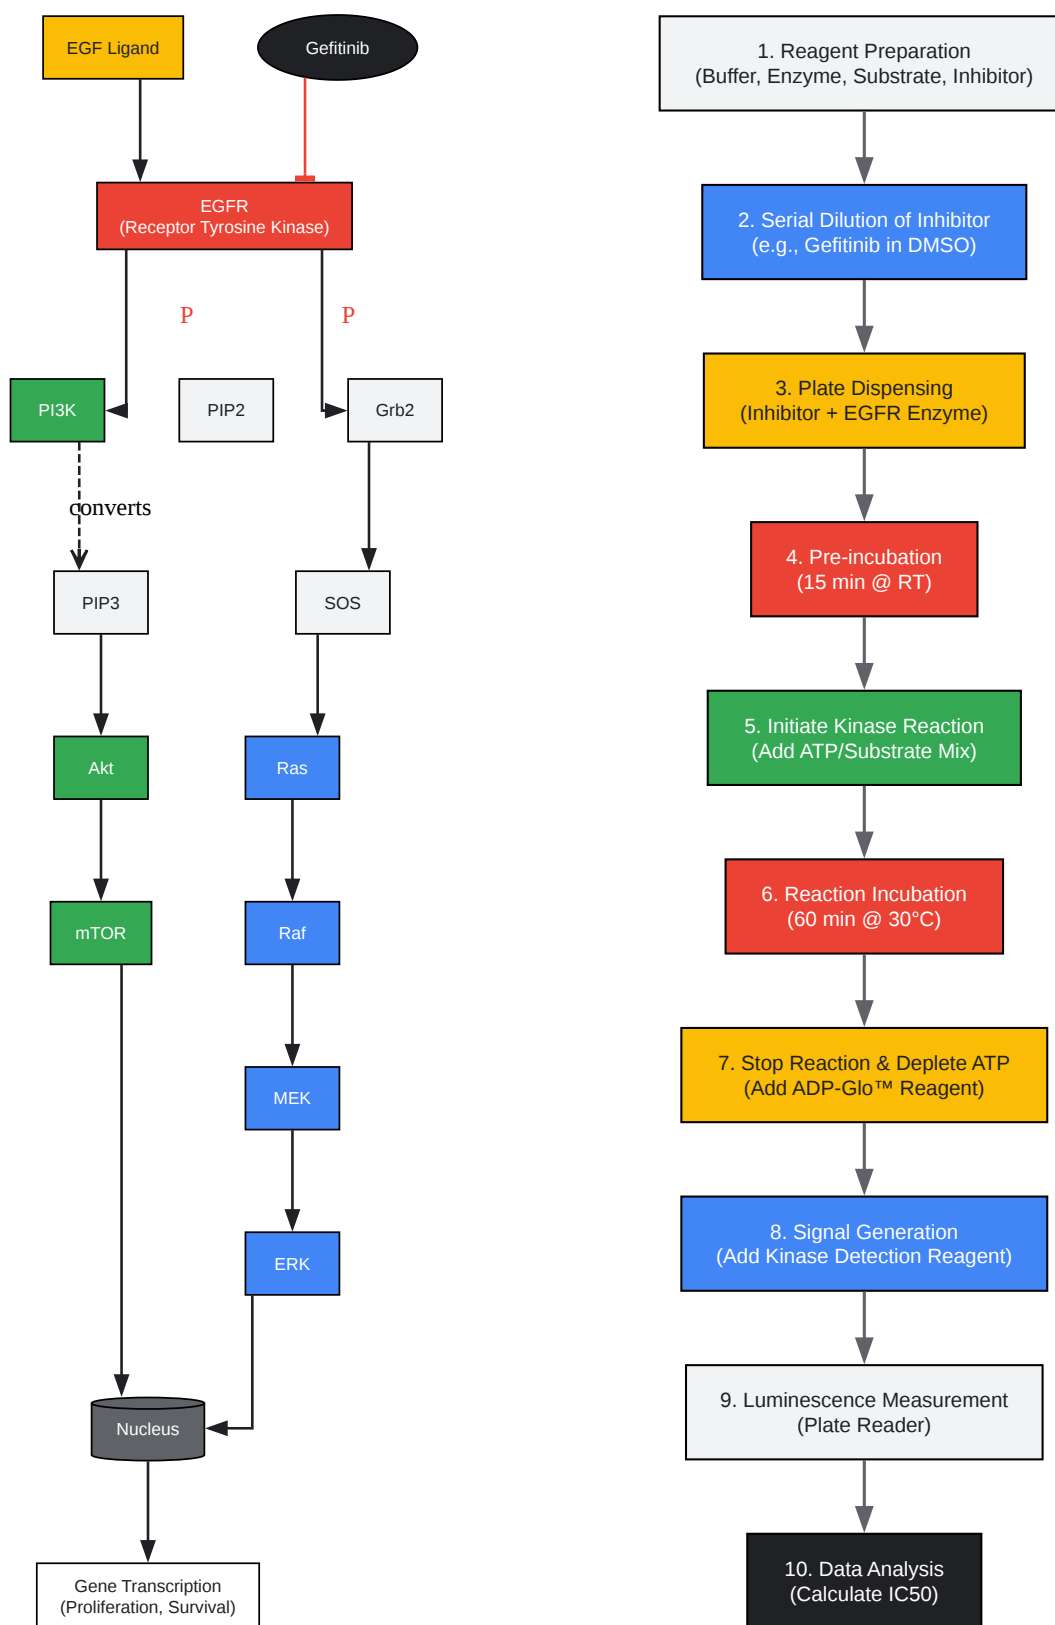 EGF Ligand
Gefitinib
EGFR
(Receptor Tyrosine Kinase)
P
P
PI3K
PIP2
Grb2
converts
PIP3
SOS
Akt
Ras
mTOR
Raf
MEK
ERK
Nucleus
Gene Transcription
(Proliferation, Survival)
1. Reagent Preparation
(Buffer, Enzyme, Substrate, Inhibitor)
2. Serial Dilution of Inhibitor
(e.g., Gefitinib in DMSO)
3. Plate Dispensing
(Inhibitor + EGFR Enzyme)
4. Pre-incubation
(15 min @ RT)
5. Initiate Kinase Reaction
(Add ATP/Substrate Mix)
6. Reaction Incubation
(60 min @ 30°C)
7. Stop Reaction & Deplete ATP
(Add ADP-Glo™ Reagent)
8. Signal Generation
(Add Kinase Detection Reagent)
9. Luminescence Measurement
(Plate Reader)
10. Data Analysis
(Calculate IC50)